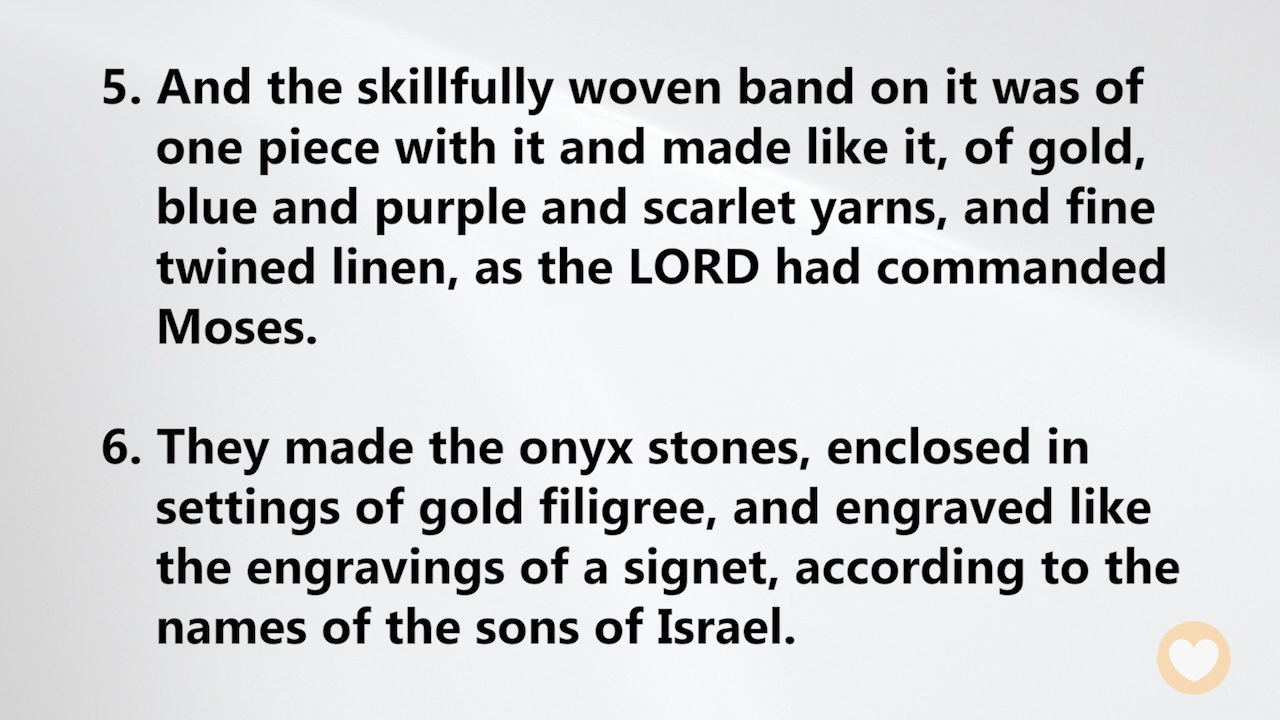 5. And the skillfully woven band on it was of
one piece with it and made like it, of gold,
blue and purple and scarlet yarns, and fine
twined linen, as the LORD had commanded
Moses.
6. They made the onyx stones, enclosed in
settings of gold filigree, and engraved like
the engravings of a signet, according to the
names of the sons of Israel.